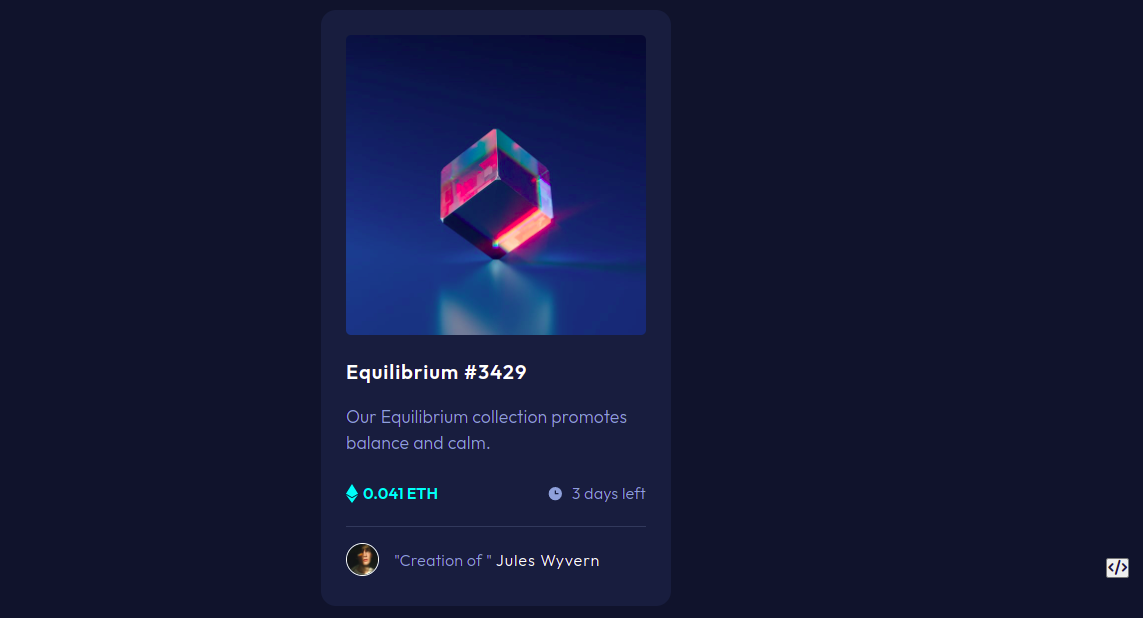 Equilibrium #3429
Our Equilibrium collection promotes
balance and calm.
0.041 ETH
3 days left
"Creation of " Jules Wyvern
</>